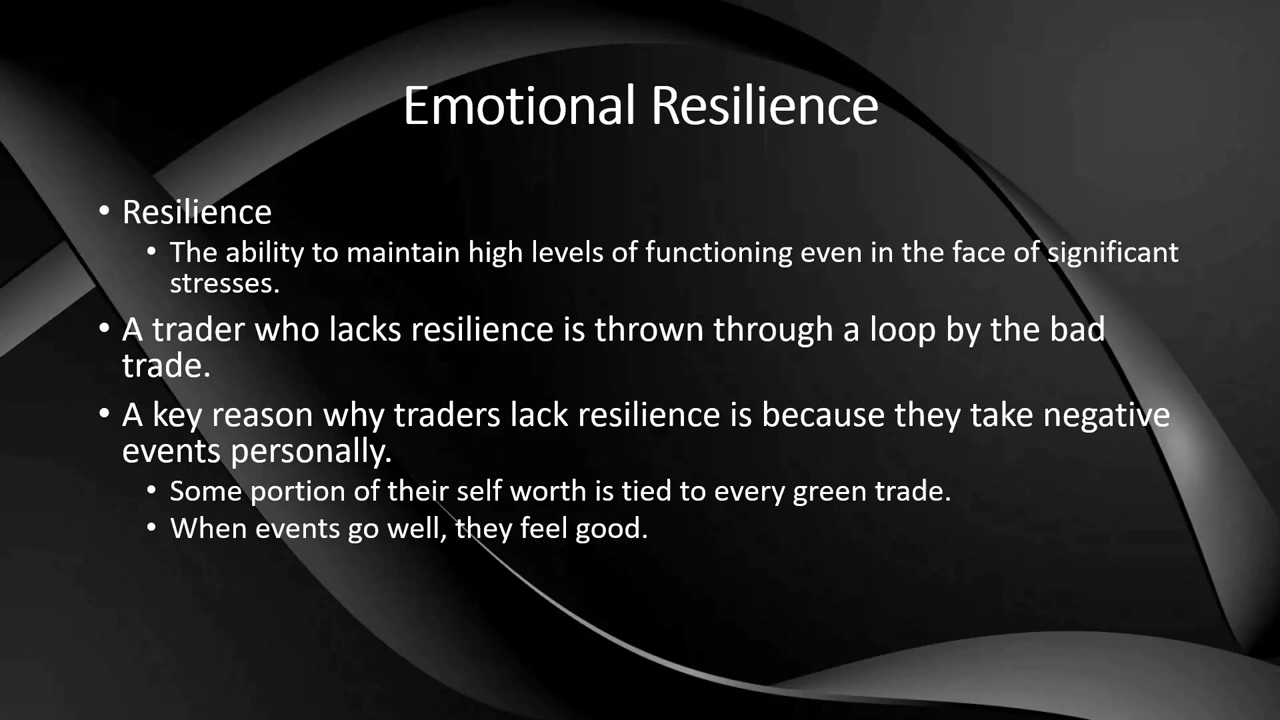 Emotional Resilience
• Resilience
• The ability to maintain high levels of functioning even in the face of significant
stresses.
• A trader who lacks resilience is thrown through a loop by the bad
trade.
• A key reason why traders lack resilience is because they take negative
events personally.
• Some portion of their self worth is tied to every green trade.
• When events go well, they feel good.